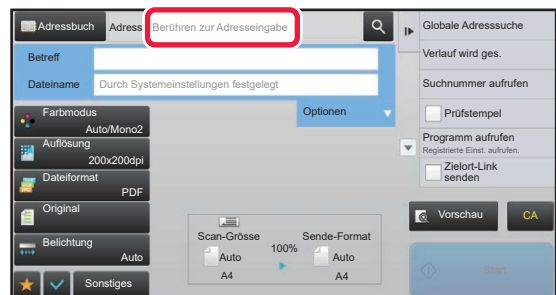 Adressbuch
Adress
Berühren zur Adresseingabe
Betreff
Dateiname
Durch Systemeinstellungen festgelegt
Optionen
Farbmodus
Auto/Mono2
Auflösung
200x200dpi
Dateiformat
PDF
Original
Belichtung
Auto
Sonstiges
Scan-Grösse
Auto
A4
100%
Sende-Format
Auto
A4
Globale Adresssuche
Verlauf wird ges.
Suchnummer aufrufen
Prüfstempel
Programm aufrufen
Registrierte Einst. aufrufen.
Zielort-Link
senden
Vorschau
CA
Start